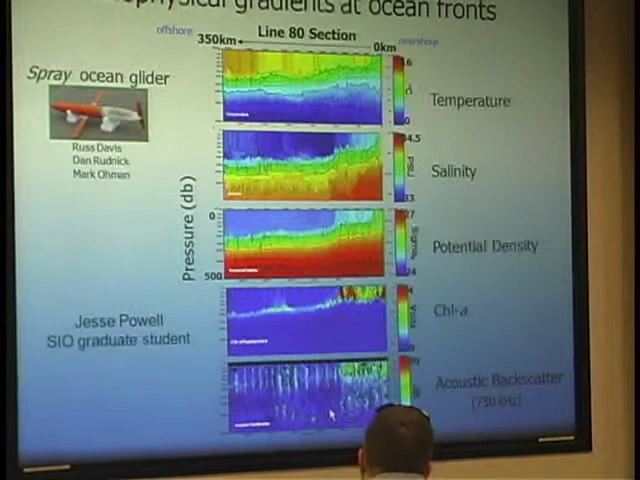 ophysical gradients at ocean fronts
offshore
Line 80 Section
350km
0km
nearshore
Spray ocean glider
Russ Davis
Dan Rudnick
Mark Ohman
Temperature
Salinity
Pressure (db)
0
500
Potential Density
Jesse Powell
SIO graduate student
Chl-a
Acoustic Backscatter
(750 kHz)